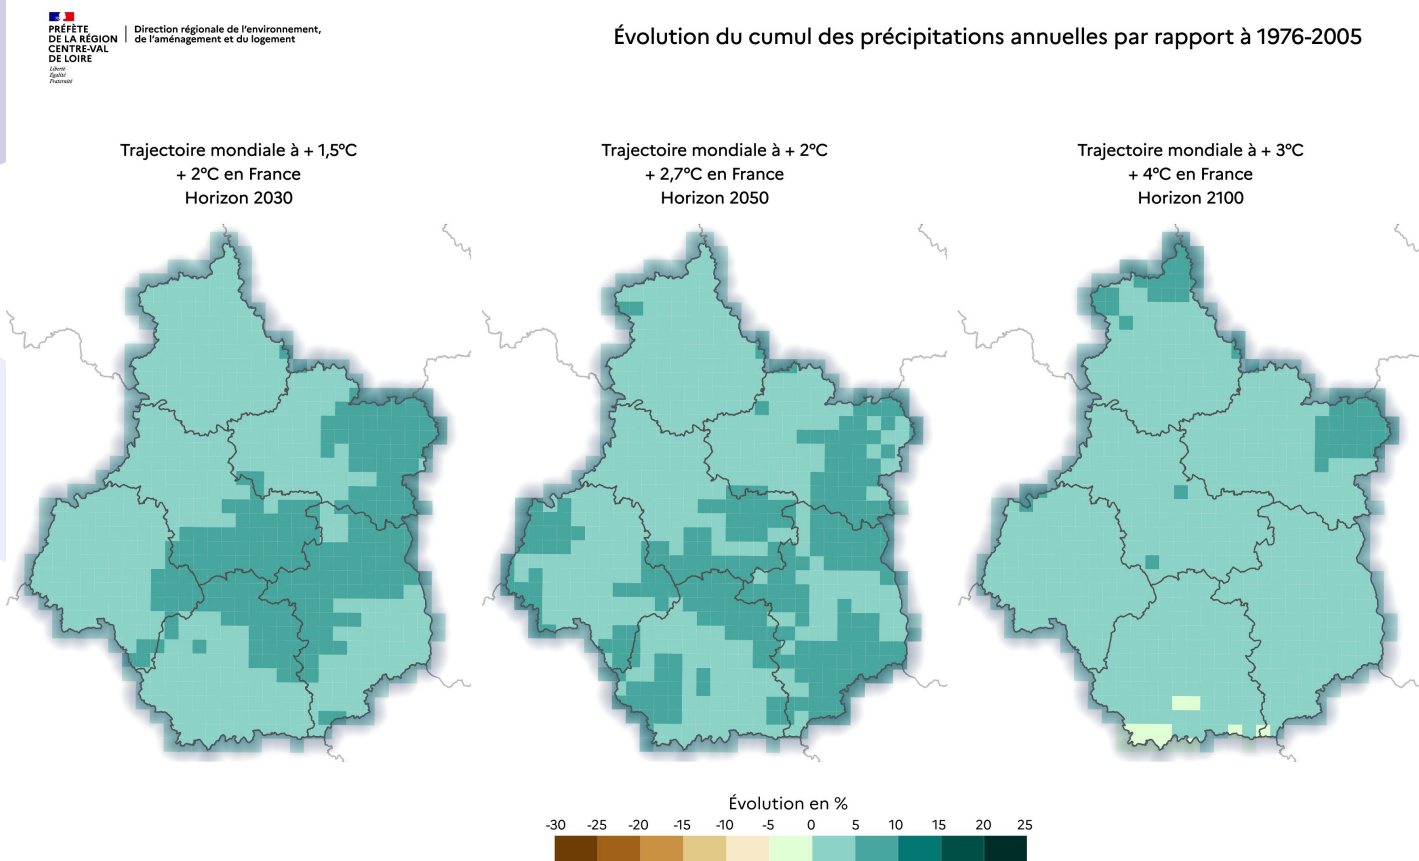 PRÉFÈTE
DE LA RÉGION
CENTRE-VAL
DE LOIRE
Liberté
Égalité
Fraternité
Direction régionale de l'environnement,
de l'aménagement et du logement
Évolution du cumul des précipitations annuelles par rapport à 1976-2005
Trajectoire mondiale à + 1,5°C
+ 2°C en France
Horizon 2030
Trajectoire mondiale à + 2°C
+ 2,7°C en France
Horizon 2050
Trajectoire mondiale à + 3°C
+ 4°C en France
Horizon 2100
Évolution en %
-30 -25 -20 -15 -10 -5 0 5 10 15 20 25